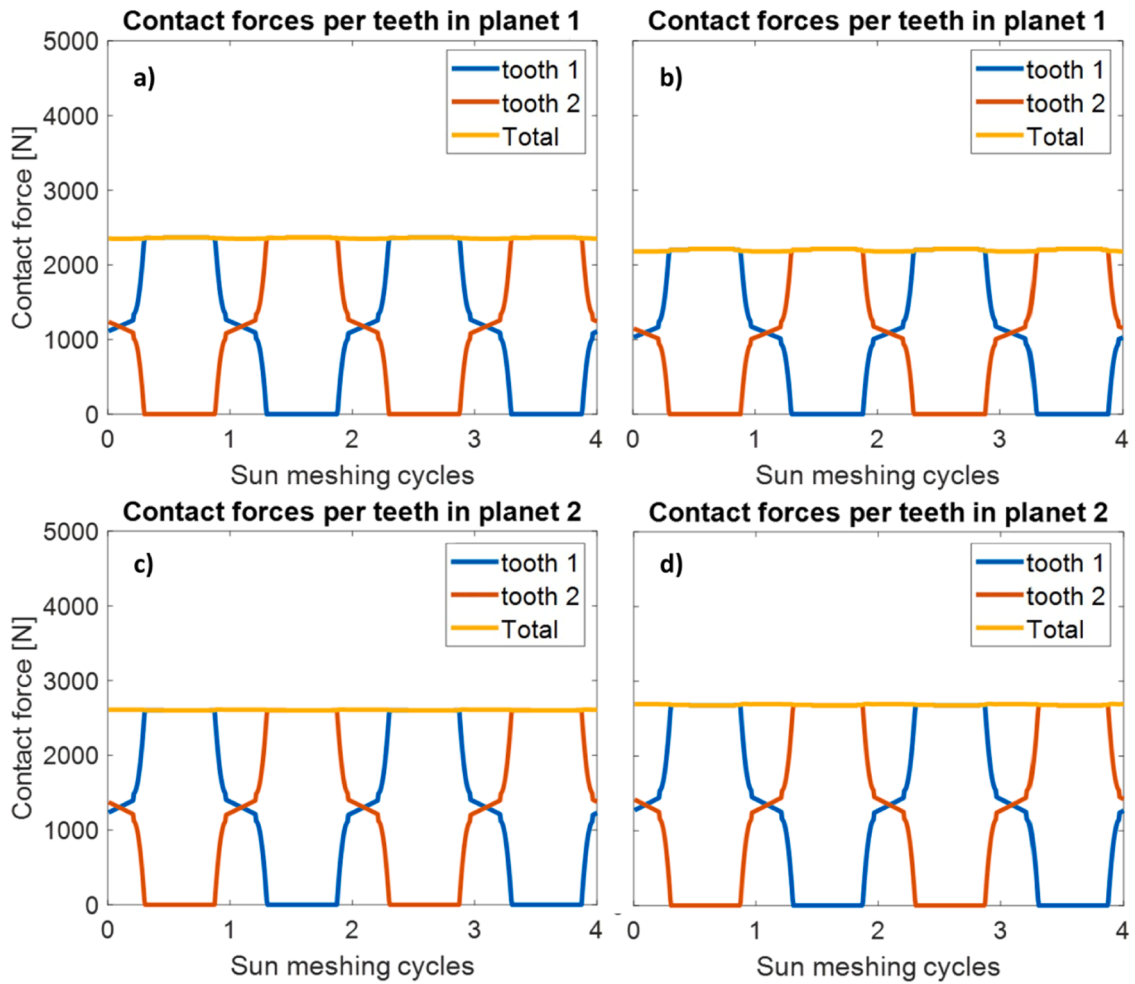 Contact forces per teeth in planet 1
Contact force [N]
5000
4000
3000
2000
1000
0
a)
tooth 1
tooth 2
Total
0 1 2 3 4
Sun meshing cycles
Contact forces per teeth in planet 1
b)
tooth 1
tooth 2
Total
0 1 2 3 4
Sun meshing cycles
Contact forces per teeth in planet 2
Contact force [N]
5000
4000
3000
2000
1000
0
c)
tooth 1
tooth 2
Total
0 1 2 3 4
Sun meshing cycles
Contact forces per teeth in planet 2
d)
tooth 1
tooth 2
Total
0 1 2 3 4
Sun meshing cycles